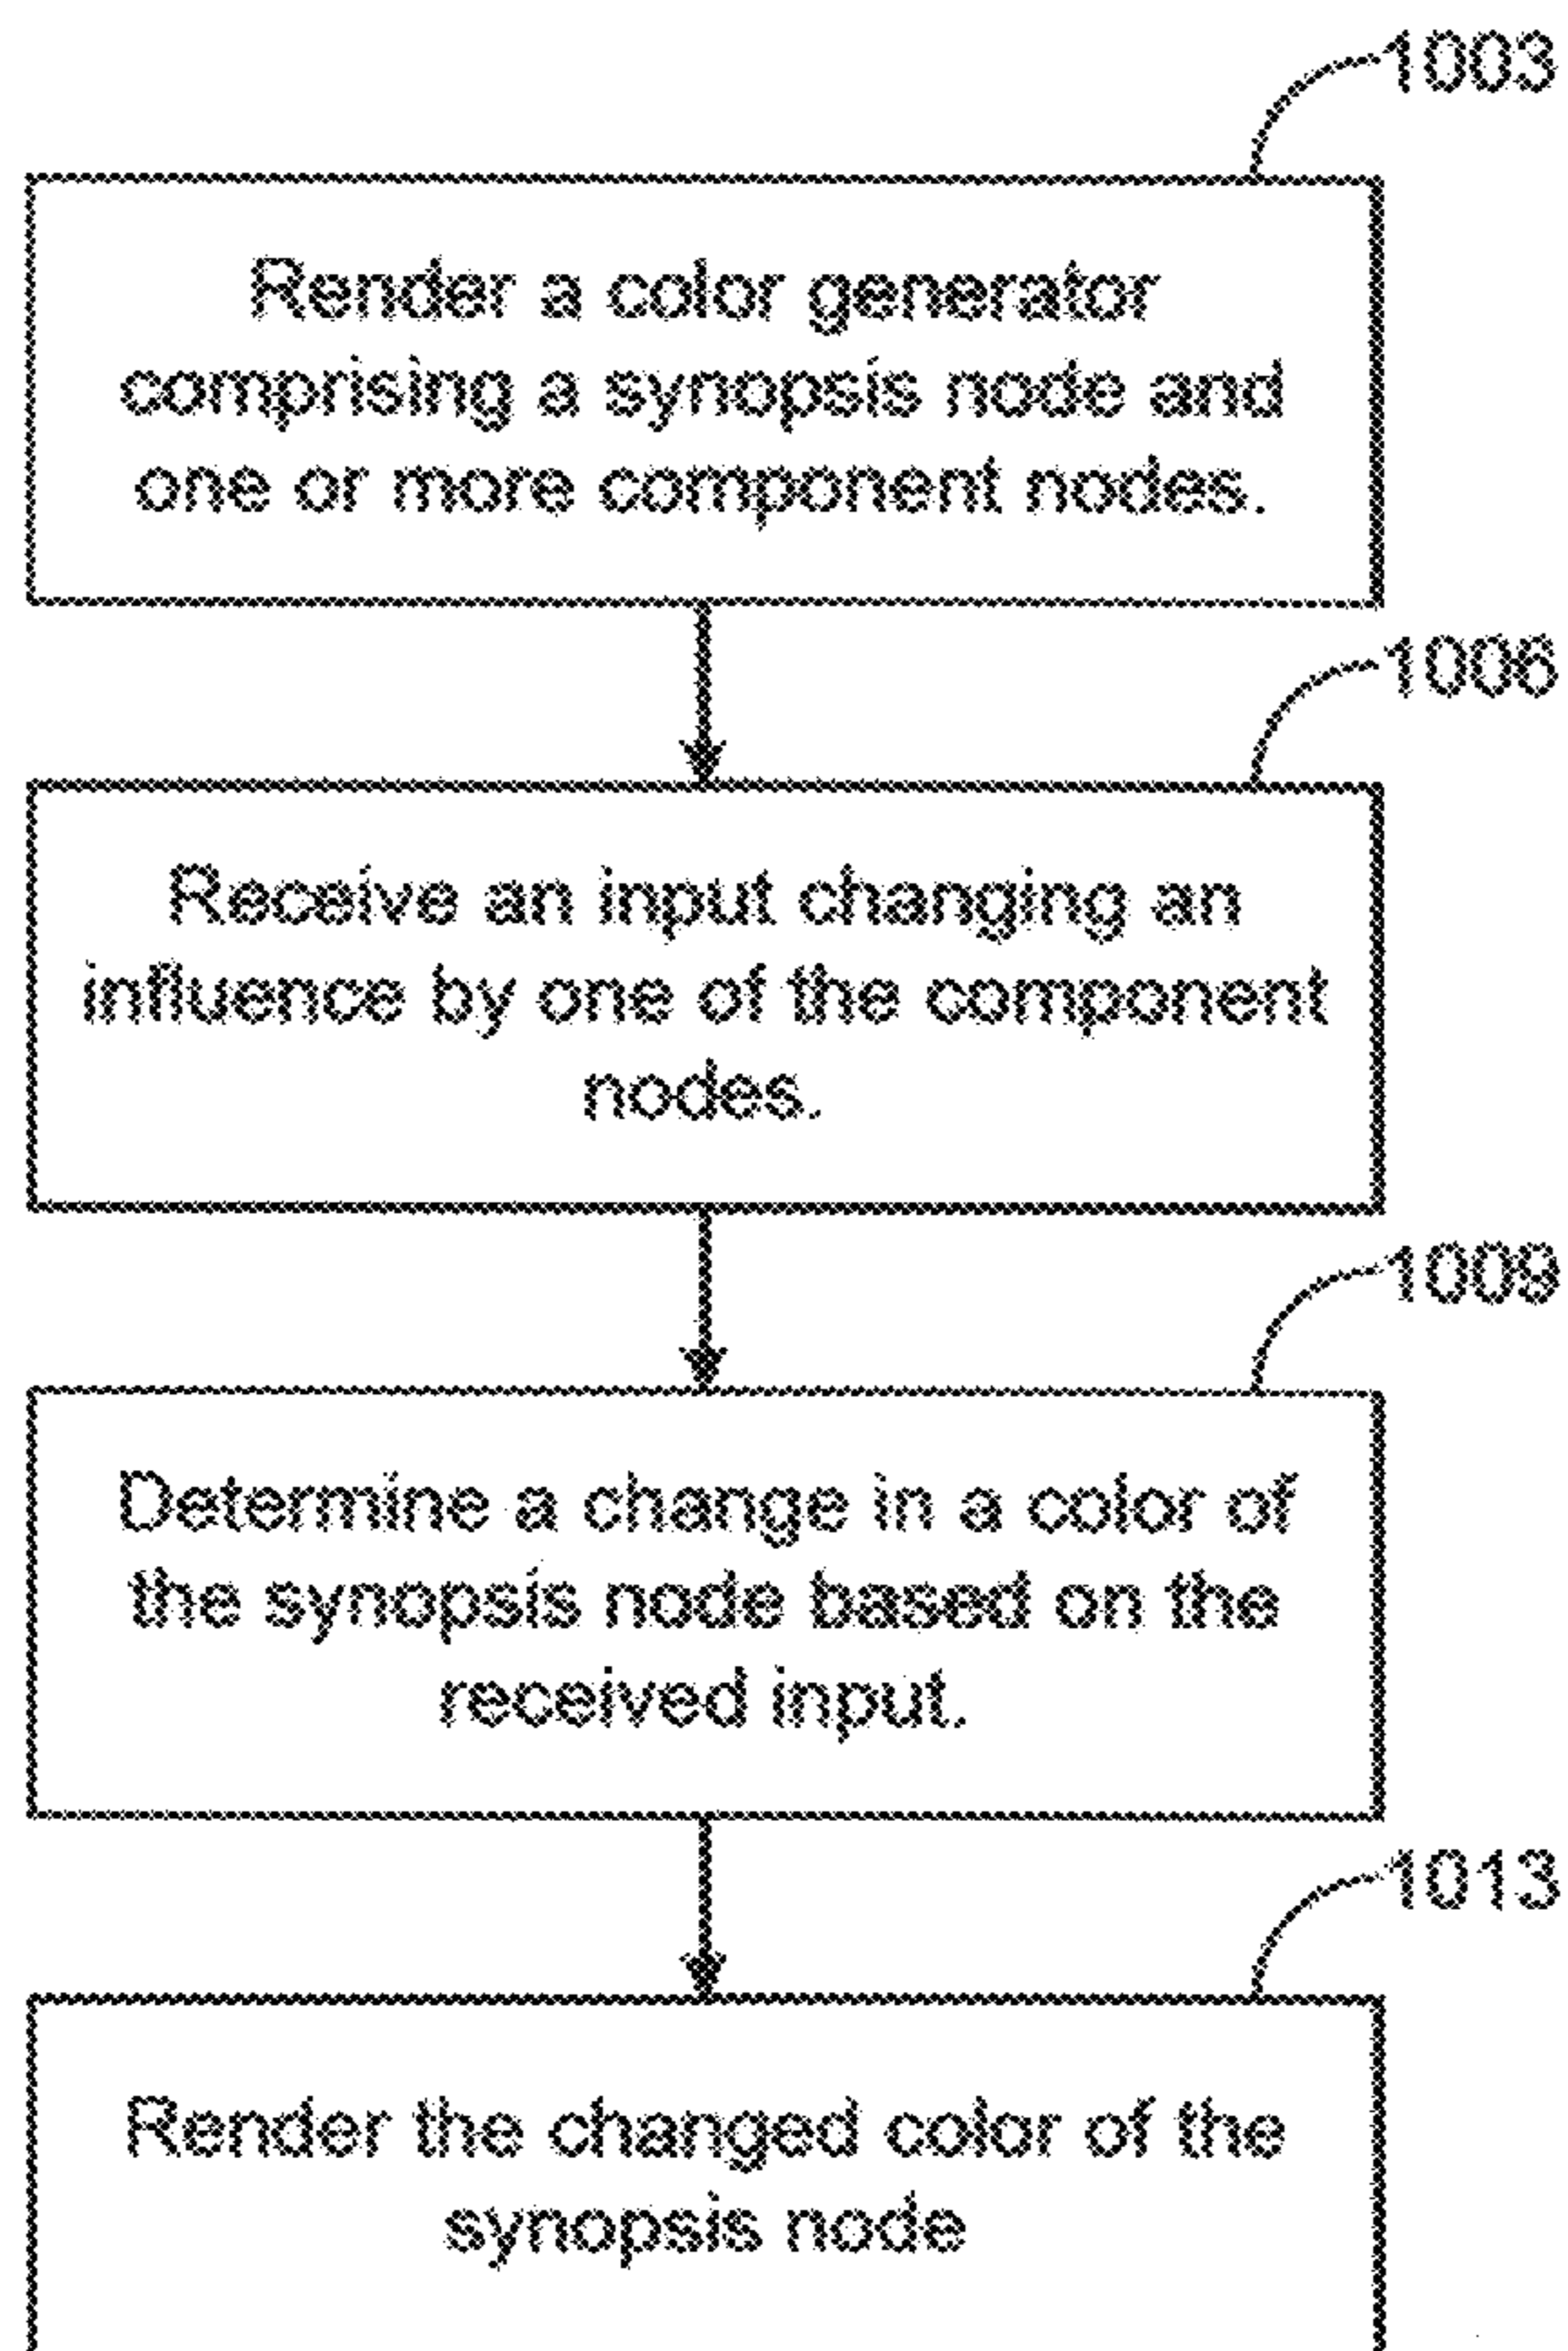 1003
Render a color generator
comprising a synopsis node and
one or more component nodes.
1006
Receive an input changing an
influence by one of the component
nodes.
1009
Determine a change in a color of
the synopsis node based on the
received input.
1013
Render the changed color of the
synopsis node